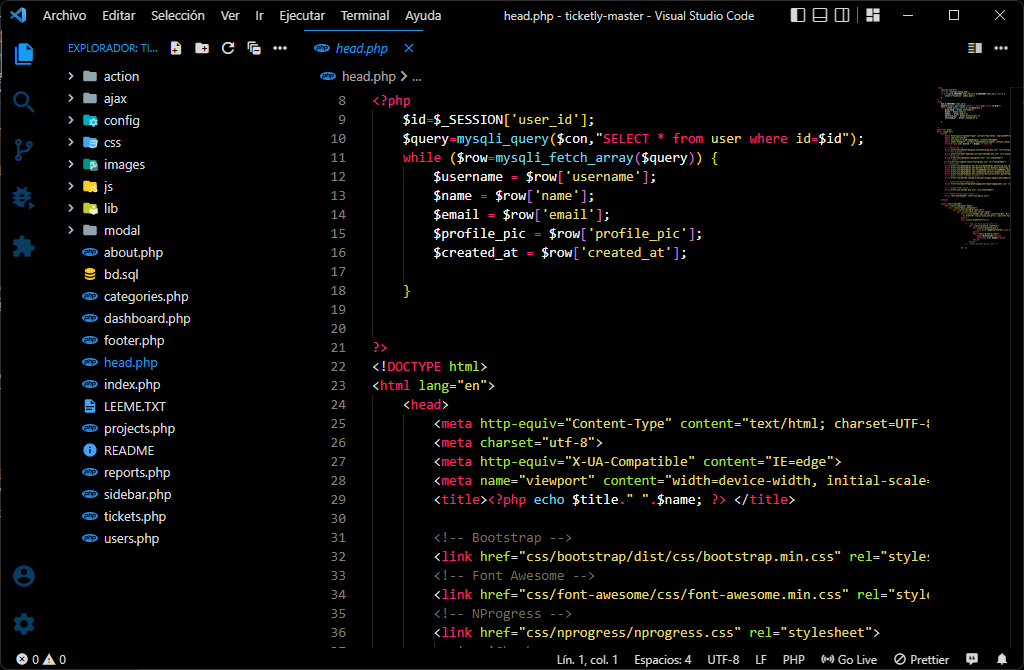 Archivo Editar Selección Ver Ir Ejecutar Terminal Ayuda head.php - ticketly-master - Visual Studio Code
EXPLORADOR: TI...
action
ajax
config
css
images
js
lib
modal
about.php
bd.sql
categories.php
dashboard.php
footer.php
head.php
index.php
LEEME.TXT
projects.php
README
reports.php
sidebar.php
tickets.php
users.php
php head.php
php head.php > ...
8 <?php
9 $id=$_SESSION['user_id'];
10 $query=mysqli_query($con,"SELECT * from user where id=$id");
11 while ($row=mysqli_fetch_array($query)) {
12 $username = $row['username'];
13 $name = $row['name'];
14 $email = $row['email'];
15 $profile_pic = $row['profile_pic'];
16 $created_at = $row['created_at'];
17
18 }
19
20
21 ?>
22 <!DOCTYPE html>
23 <html lang="en">
24 <head>
25 <meta http-equiv="Content-Type" content="text/html; charset=UTF-8
26 <meta charset="utf-8">
27 <meta http-equiv="X-UA-Compatible" content="IE=edge">
28 <meta name="viewport" content="width=device-width, initial-scale=
29 <title><?php echo $title." ".$name; ?> </title>
30
31 <!-- Bootstrap -->
32 <link href="css/bootstrap/dist/css/bootstrap.min.css" rel="styles
33 <!-- Font Awesome -->
34 <link href="css/font-awesome/css/font-awesome.min.css" rel="style
35 <!-- NProgress -->
36 <link href="css/nprogress/nprogress.css" rel="stylesheet">
0 0 Lín. 1, col. 1 Espacios: 4 UTF-8 LF PHP Go Live Prettier